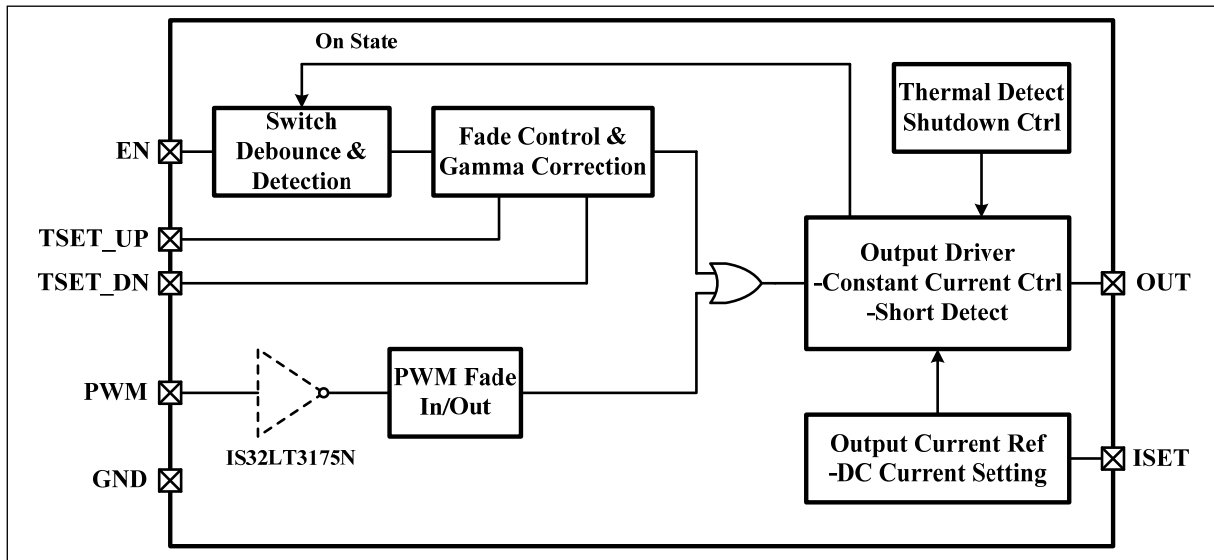 On State
Thermal Detect
Shutdown Ctrl
EN
Switch
Debounce &
Detection
Fade Control &
Gamma Correction
TSET_UP
TSET_DN
Output Driver
-Constant Current Ctrl
-Short Detect
OUT
PWM
IS32LT3175N
PWM Fade
In/Out
Output Current Ref
-DC Current Setting
ISET
GND